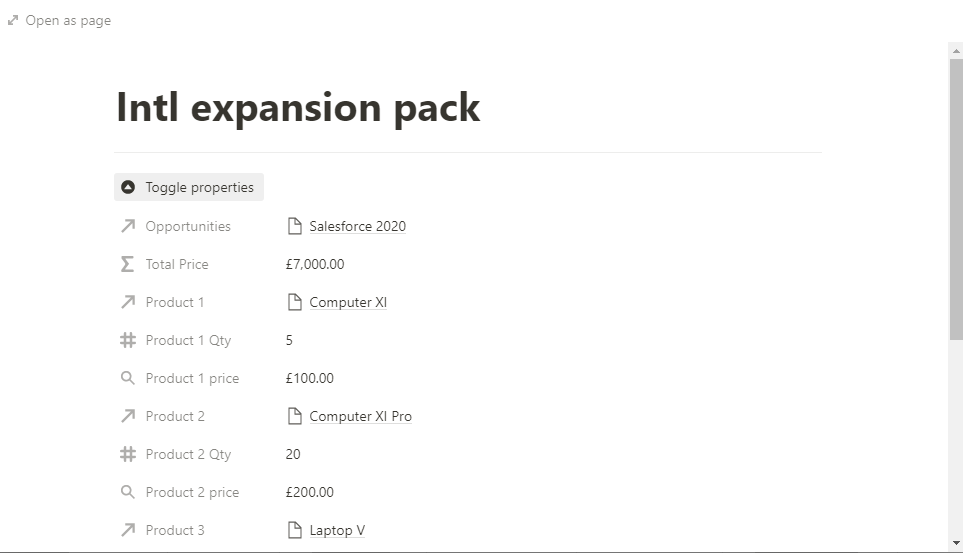 Open as page
Intl expansion pack
Toggle properties
Opportunities Salesforce 2020
Total Price £7,000.00
Product 1 Computer XI
Product 1 Qty 5
Product 1 price £100.00
Product 2 Computer XI Pro
Product 2 Qty 20
Product 2 price £200.00
Product 3 Laptop V